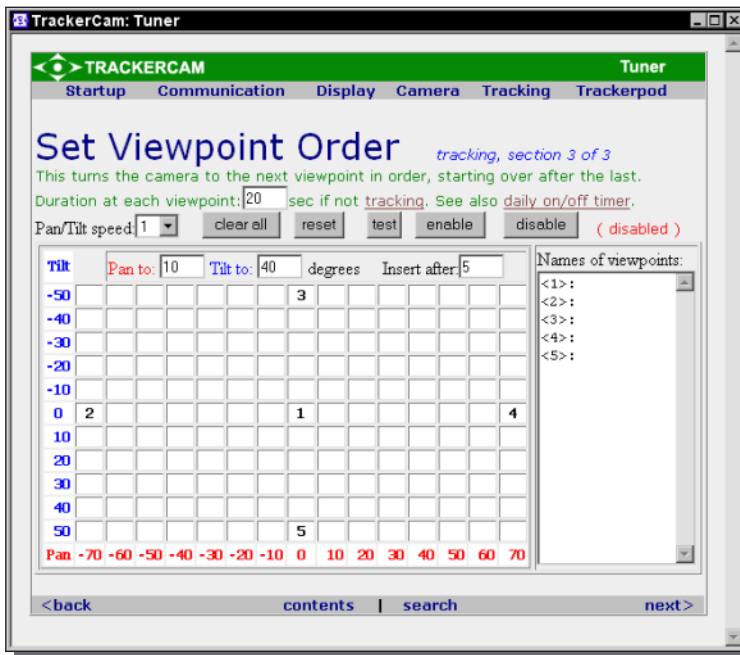 TrackerCam: Tuner
TRACKERCAM Tuner
Startup Communication Display Camera Tracking Trackerpod
Set Viewpoint Order tracking, section 3 of 3
This turns the camera to the next viewpoint in order, starting over after the last.
Duration at each viewpoint: 20 sec if not tracking. See also daily on/off timer.
Pan/Tilt speed: 1 clear all reset test enable disable ( disabled )
Tilt Pan to: 10 Tilt to: 40 degrees Insert after: 5
-50 3
-40
-30
-20
-10
0 2 1 4
10
20
30
40
50 5
Pan -70 -60 -50 -40 -30 -20 -10 0 10 20 30 40 50 60 70
Names of viewpoints:
<1>:
<2>:
<3>:
<4>:
<5>:
<back contents | search next>